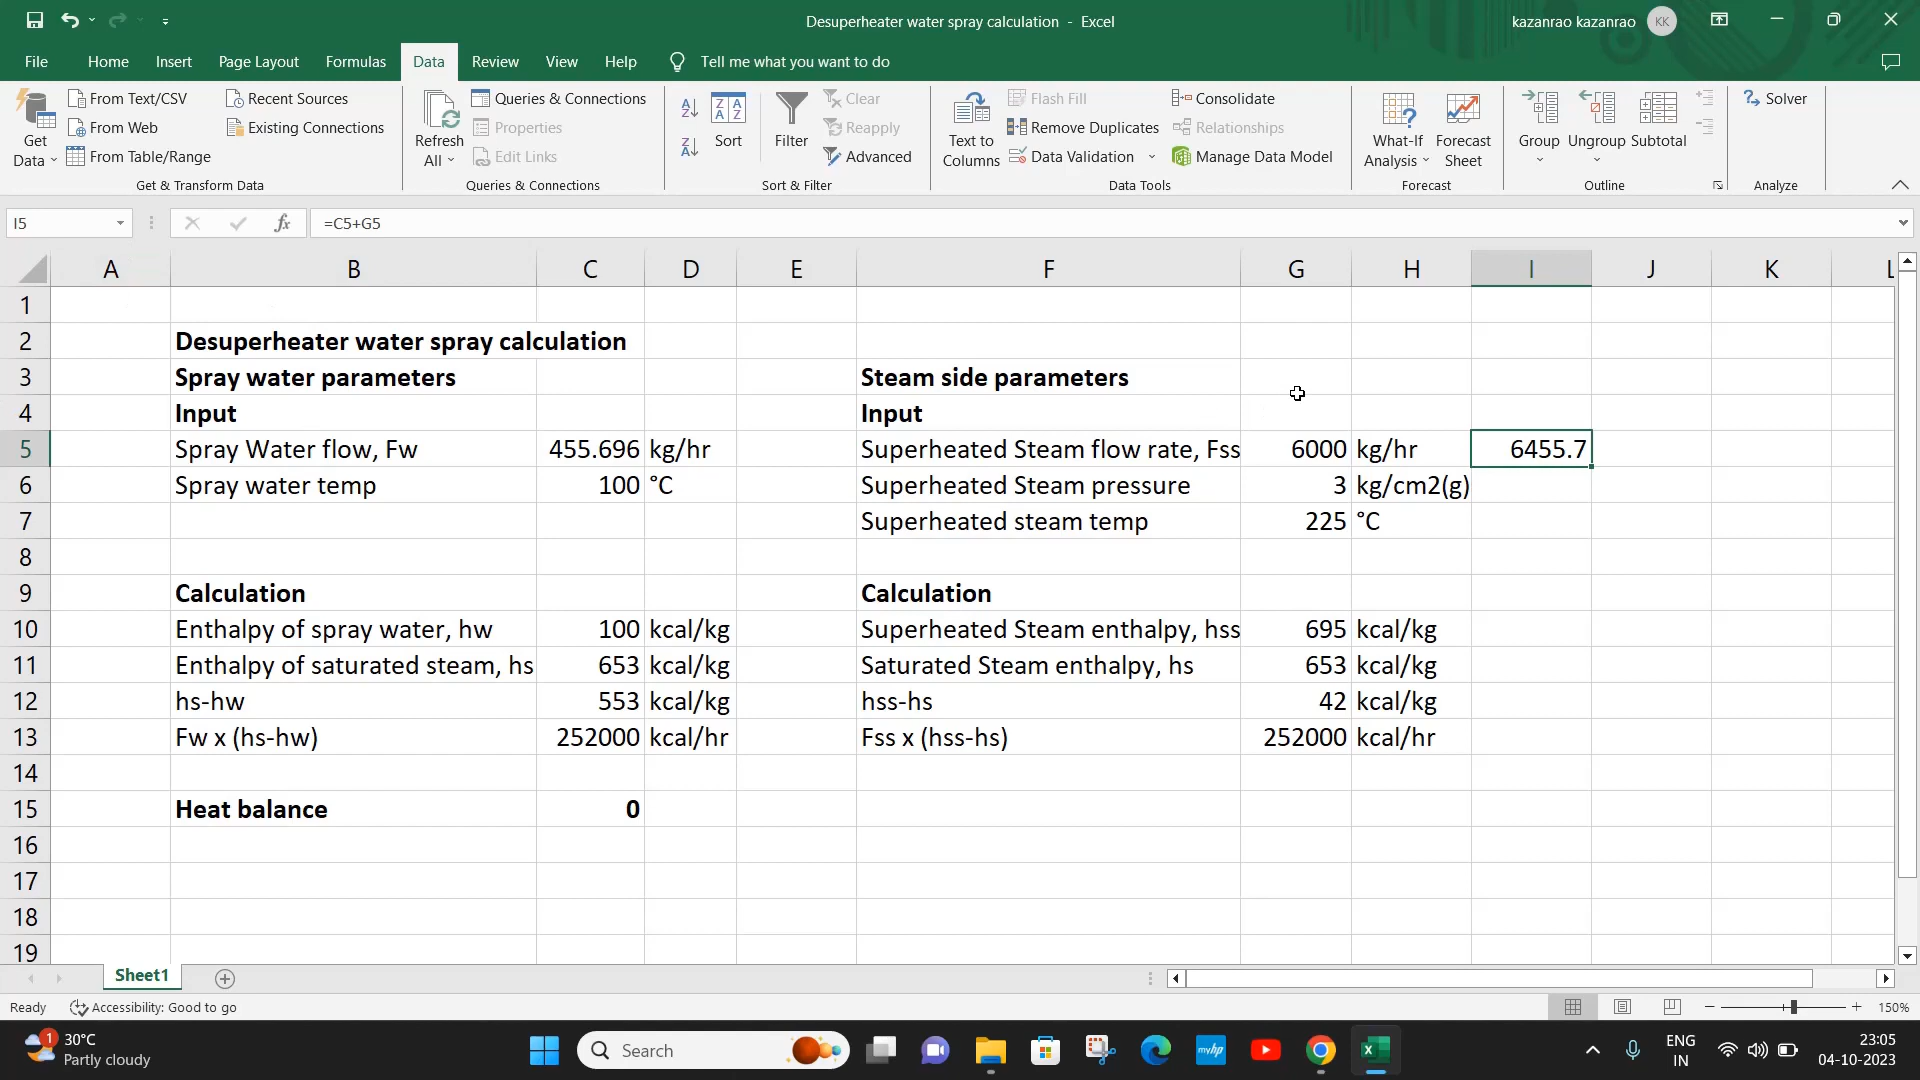 Desuperheater water spray calculation - Excel
kazanrao kazanrao
KK
File Home Insert Page Layout Formulas Data Review View Help Tell me what you want to do
Get Data
From Text/CSV
From Web
From Table/Range
Recent Sources
Existing Connections
Get & Transform Data
Refresh All
Queries & Connections
Properties
Edit Links
Queries & Connections
Sort
Filter
Clear
Reapply
Advanced
Sort & Filter
Text to Columns
Flash Fill
Remove Duplicates
Data Validation
Consolidate
Relationships
Manage Data Model
Data Tools
What-If Analysis
Forecast Sheet
Forecast
Group
Ungroup
Subtotal
Outline
Solver
Analyze
I5 fx =C5+G5
A B C D E F G H I J K L
1
2 Desuperheater water spray calculation
3 Spray water parameters Steam side parameters
4 Input Input
5 Spray Water flow, Fw 455.696 kg/hr Superheated Steam flow rate, Fss 6000 kg/hr 6455.7
6 Spray water temp 100 °C Superheated Steam pressure 3 kg/cm2(g)
7 Superheated steam temp 225 °C
8
9 Calculation Calculation
10 Enthalpy of spray water, hw 100 kcal/kg Superheated Steam enthalpy, hss 695 kcal/kg
11 Enthalpy of saturated steam, hs 653 kcal/kg Saturated Steam enthalpy, hs 653 kcal/kg
12 hs-hw 553 kcal/kg hss-hs 42 kcal/kg
13 Fw x (hs-hw) 252000 kcal/hr Fss x (hss-hs) 252000 kcal/hr
14
15 Heat balance 0
16
17
18
19
Sheet1
Ready Accessibility: Good to go 150%
1
30°C
Partly cloudy
Search
myhp
ENG
IN
23:05
04-10-2023